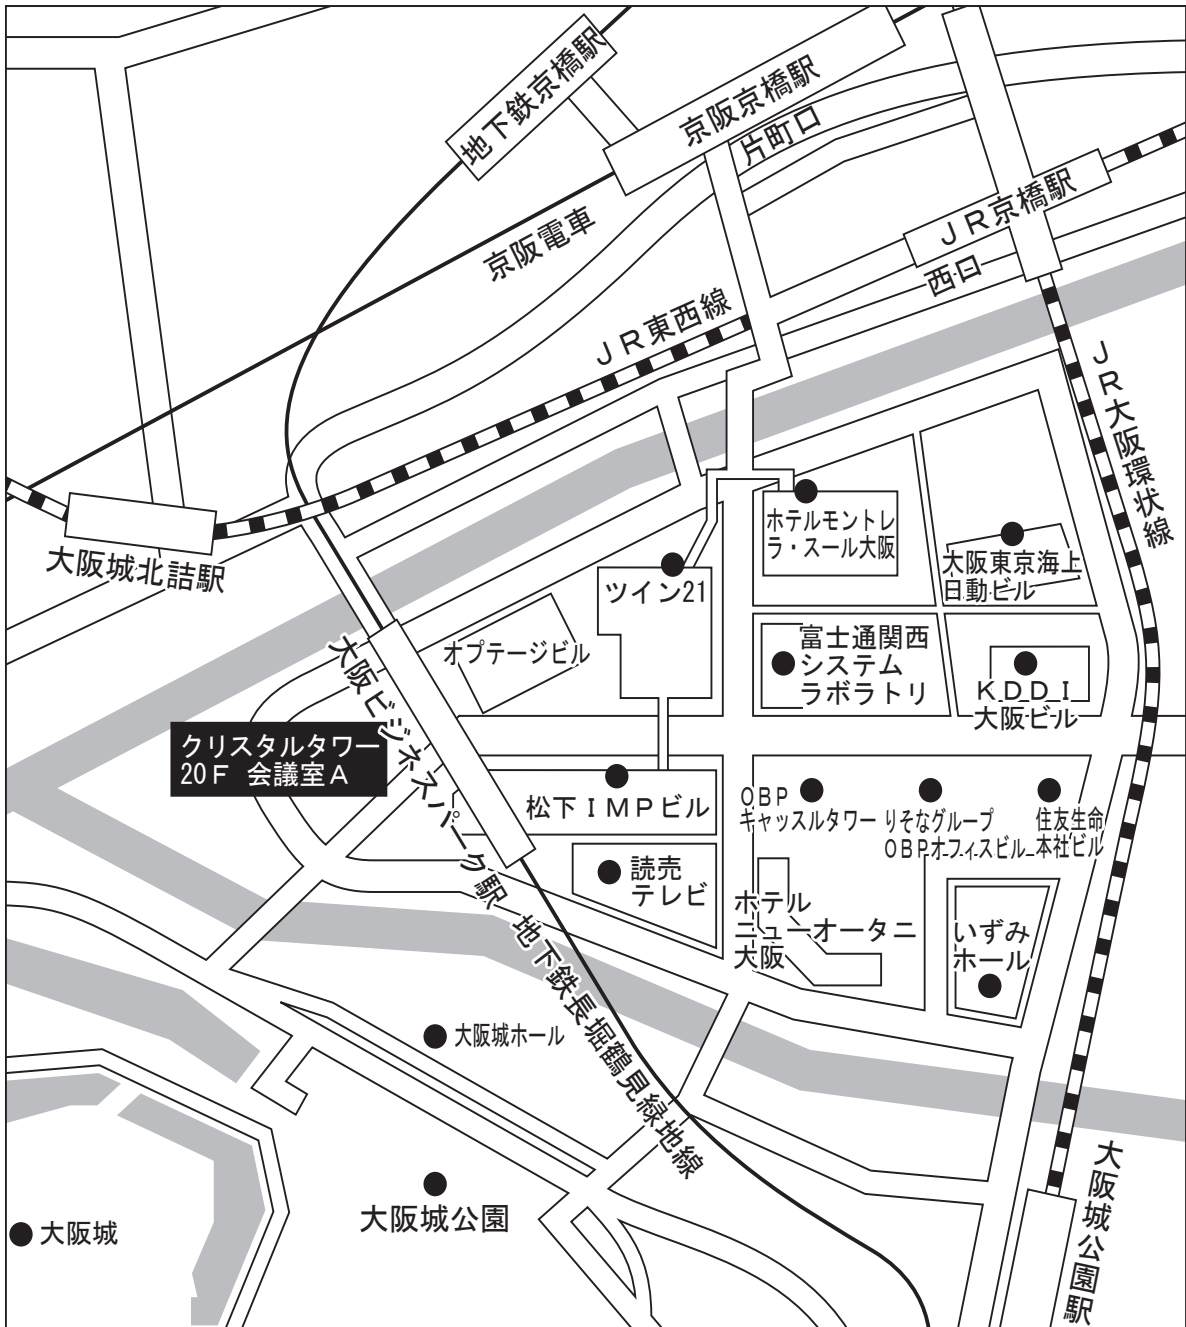 地下鉄京橋駅
京阪京橋駅
片町口
JR京橋駅
西口
京阪電車
JR東西線
JR大阪環状線
大阪城北詰駅
ホテルモントレ
ラ・スール大阪
大阪東京海上
日動ビル
ツイン21
オプテージビル
富士通関西
システム
ラボラトリ
KDDI
大阪ビル
大阪ビジネスパーク駅
クリスタルタワー
20F 会議室A
松下IMPビル
OBP
キャッスルタワー
りそなグループ
OBPオフィスビル
住友生命
本社ビル
読売
テレビ
ホテル
ニューオータニ
大阪
いずみ
ホール
地下鉄長堀鶴見緑地線
大阪城ホール
大阪城公園
大阪城
大阪城公園駅